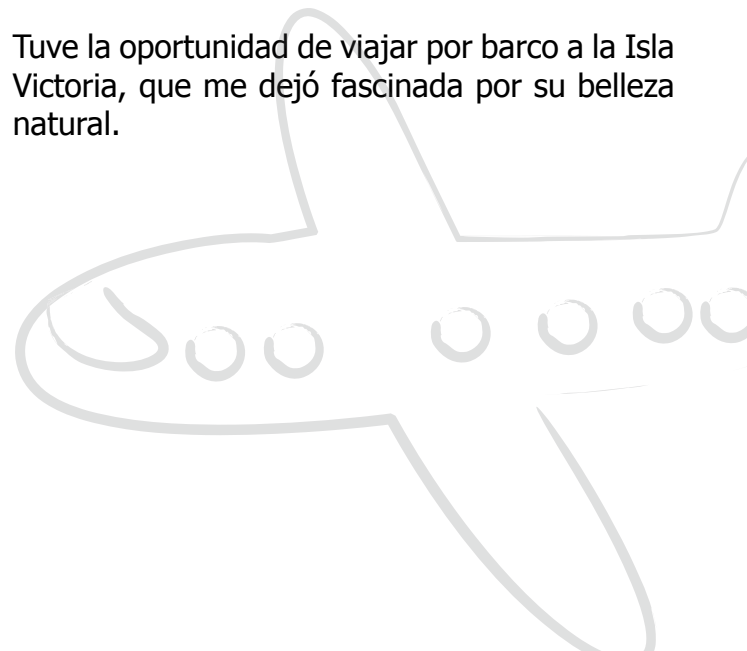 Tuve la oportunidad de viajar por barco a la Isla
Victoria, que me dejó fascinada por su belleza
natural.